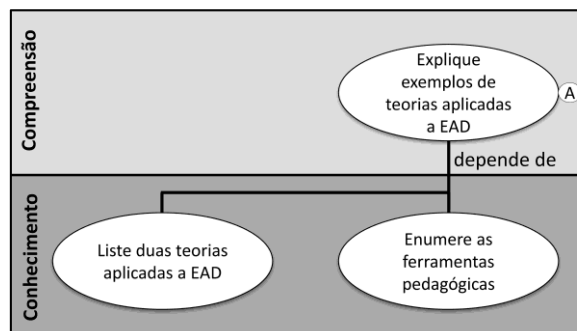 Compreensão
Explique
exemplos de
teorias aplicadas
a EAD
A
depende de
Conhecimento
Liste duas teorias
aplicadas a EAD
Enumere as
ferramentas
pedagógicas